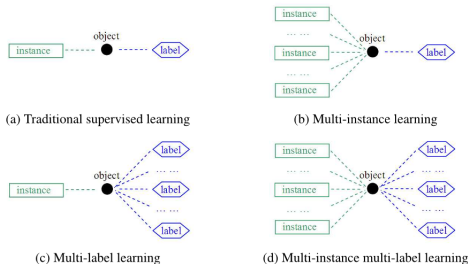 object
instance
label
(a) Traditional supervised learning
instance
... ...
object
instance
label
... ...
instance
(b) Multi-instance learning
label
object
... ...
instance
label
... ...
label
(c) Multi-label learning
instance
label
... ...
object
... ...
instance
label
... ...
... ...
instance
label
(d) Multi-instance multi-label learning